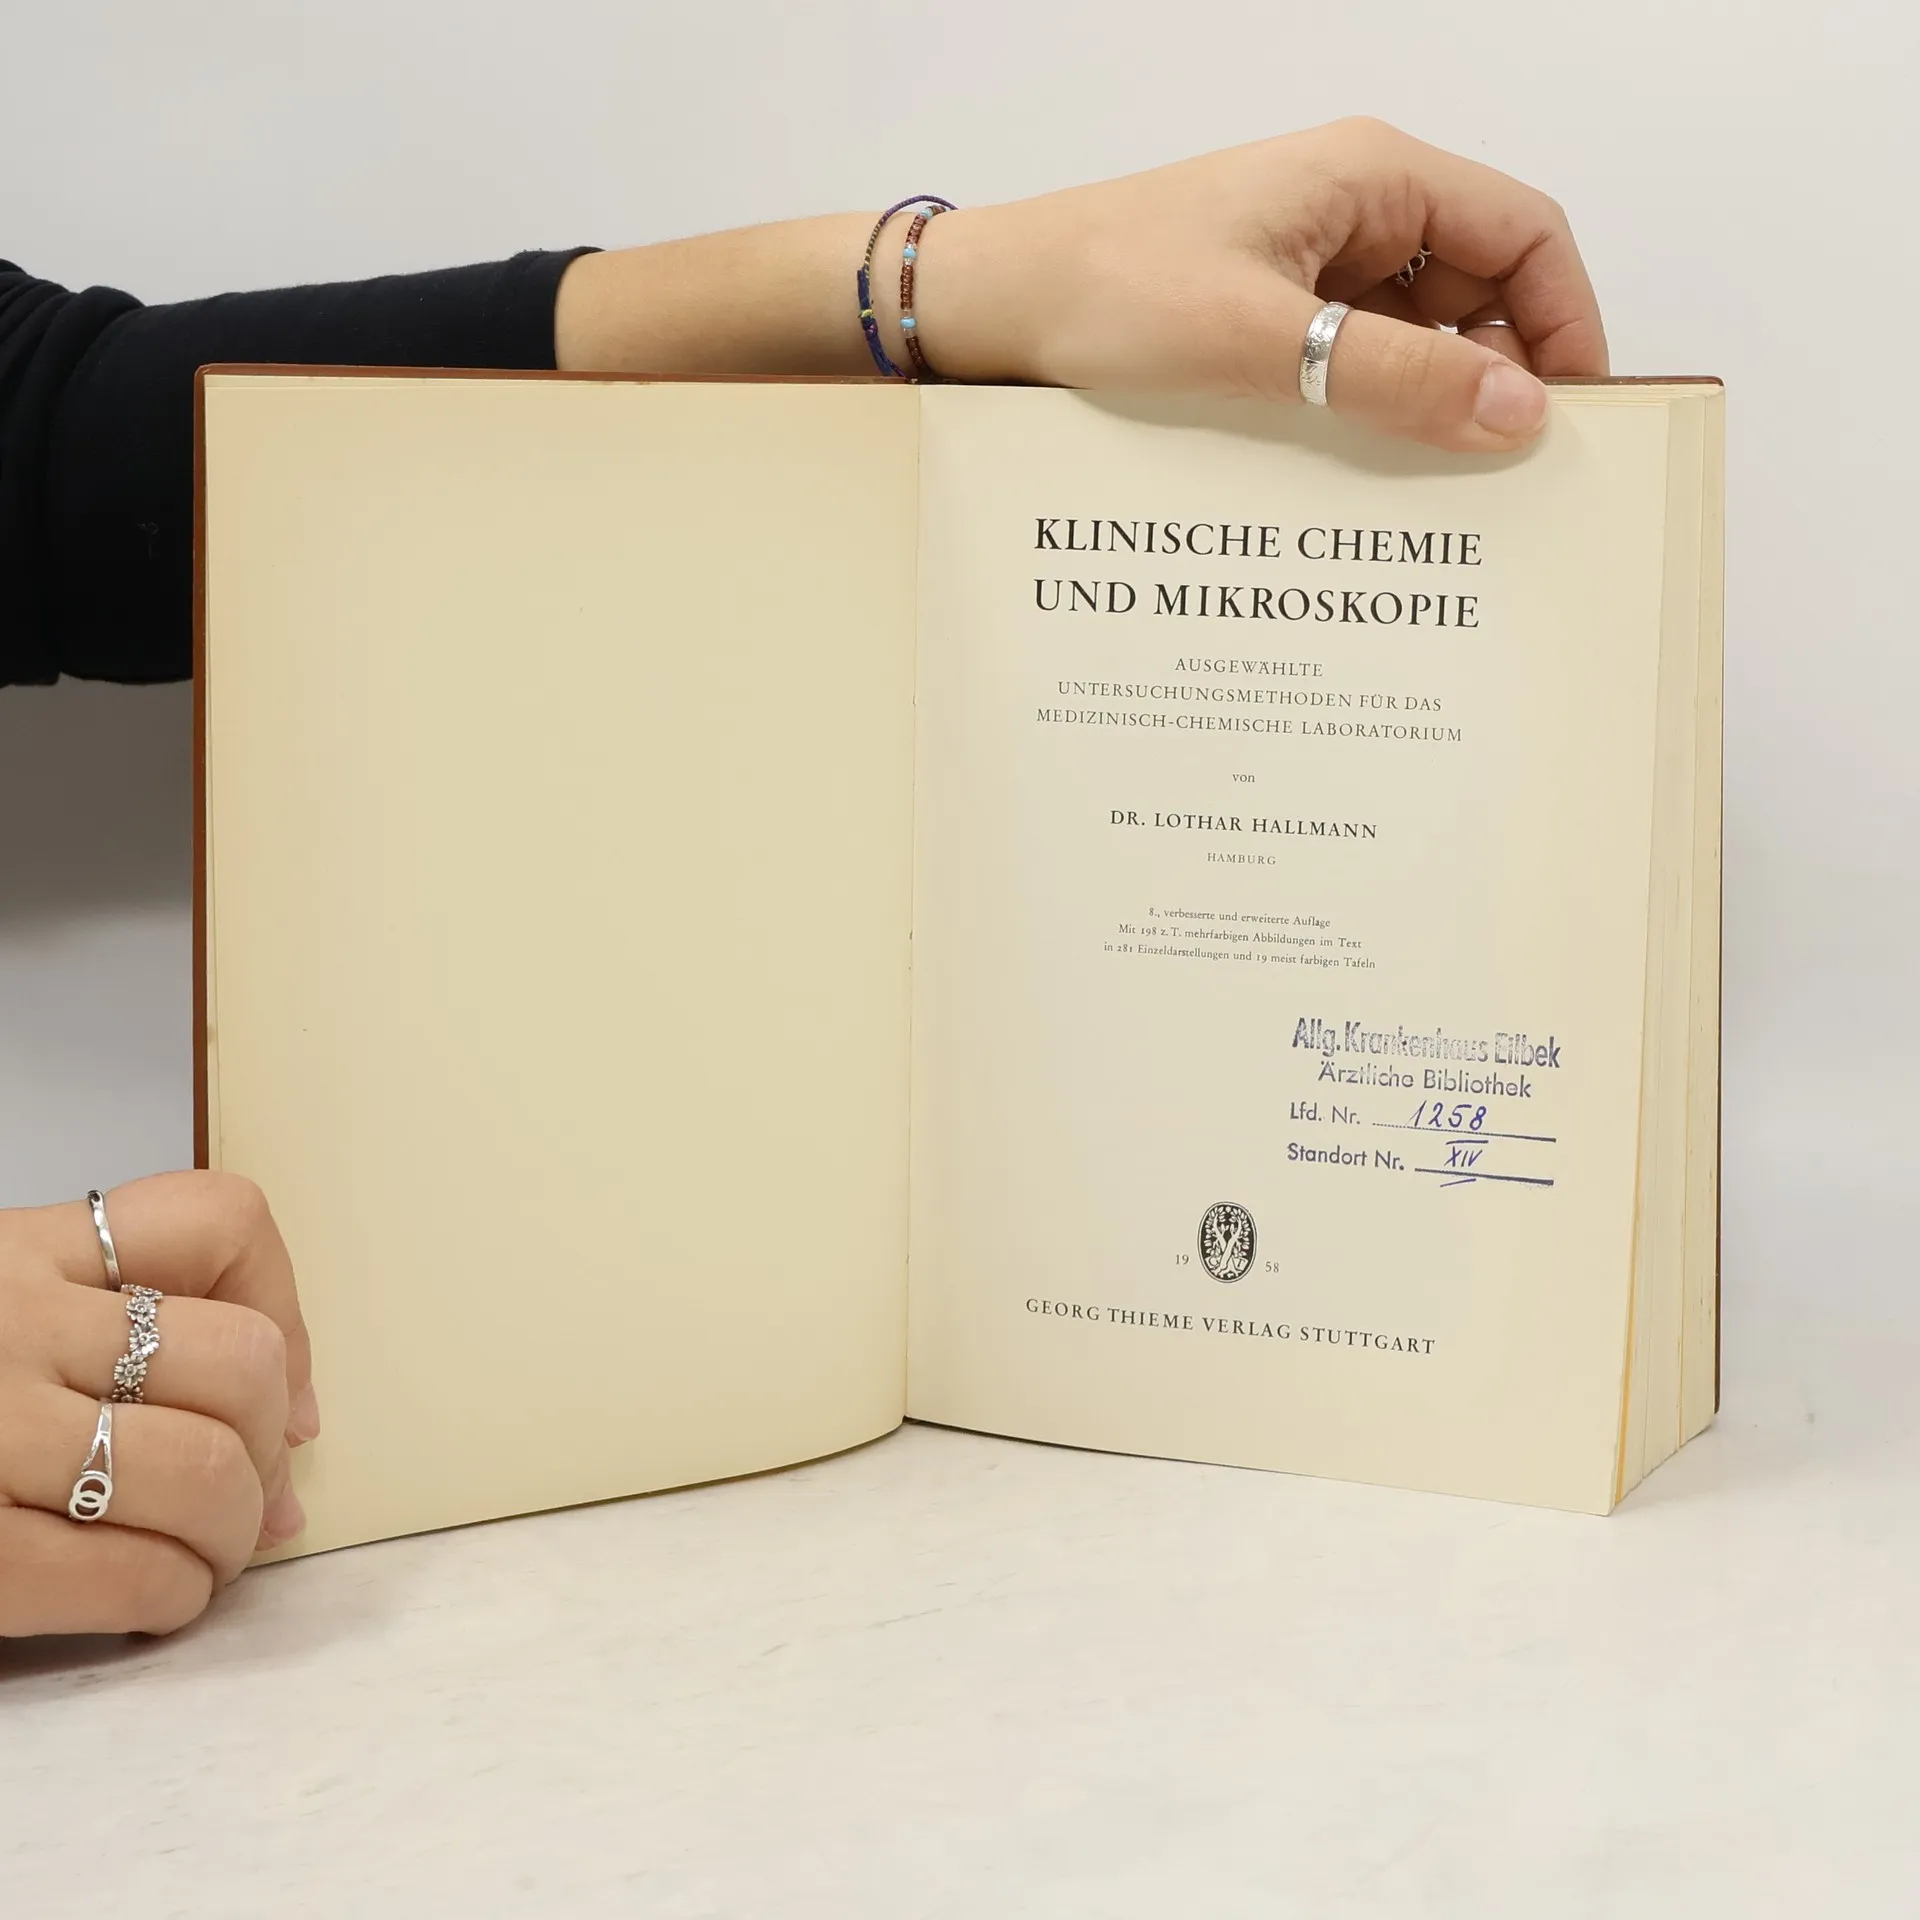 KLINISCHE CHEMIE
UND MIKROSKOPIE
AUSGEWÄHLTE
UNTERSUCHUNGSMETHODEN FÜR DAS
MEDIZINISCH-CHEMISCHE LABORATORIUM
von
DR. LOTHAR HALLMANN
HAMBURG
8., verbesserte und erweiterte Auflage
Mit 198 z. T. mehrfarbigen Abbildungen im Text
in 281 Einzeldarstellungen und 19 meist farbigen Tafeln
Allg. Krankenhaus Eilbek
Ärztliche Bibliothek
Lfd. Nr. 1258
Standort Nr. XIV
19 58
GEORG THIEME VERLAG STUTTGART